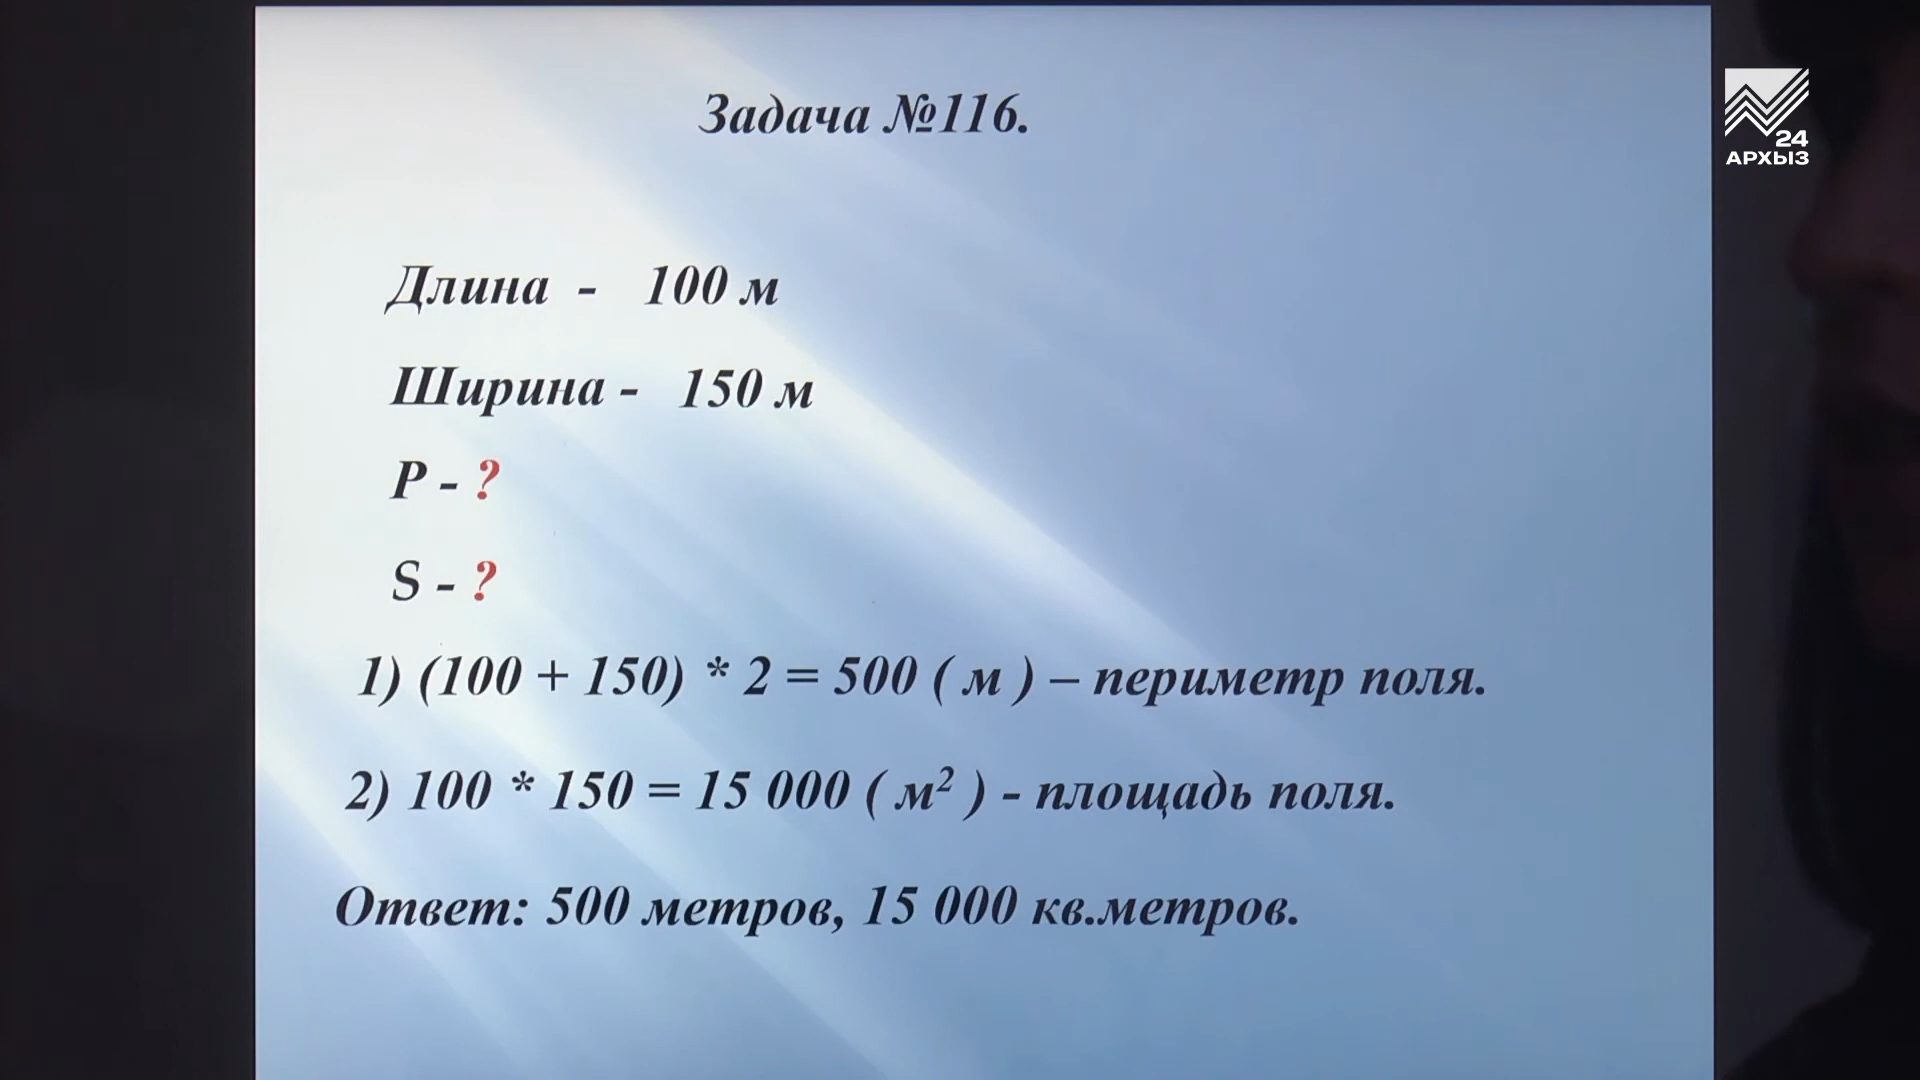 Задача №116.
24
АРХЫЗ
Длина - 100 м
Ширина - 150 м
P - ?
S - ?
1) (100 + 150) * 2 = 500 ( м ) – периметр поля.
2) 100 * 150 = 15 000 ( м² ) - площадь поля.
Ответ: 500 метров, 15 000 кв.метров.